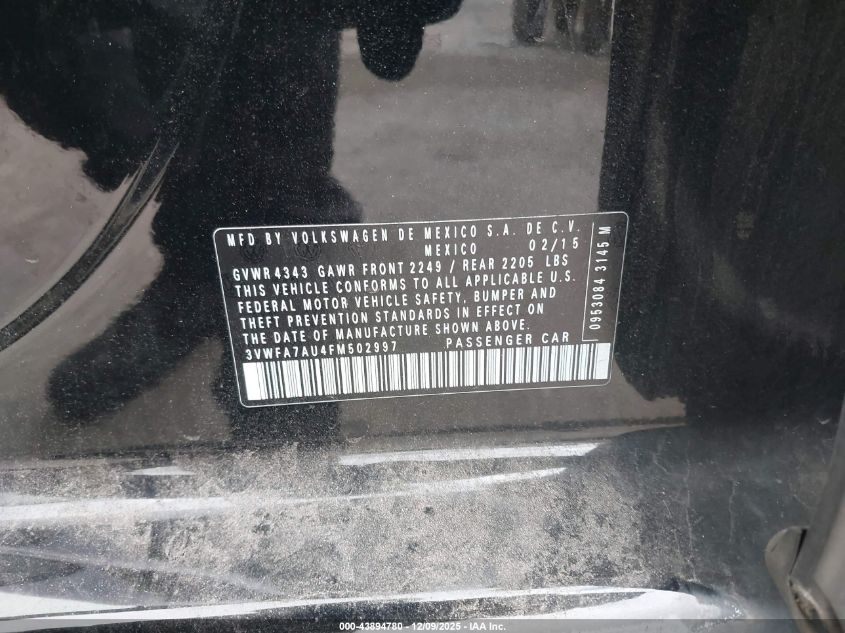 MFD BY VOLKSWAGEN DE MEXICO S.A. DE C.V.
MEXICO 02/15
GVWR 4343 GAWR FRONT 2249 / REAR 2205 LBS
THIS VEHICLE CONFORMS TO ALL APPLICABLE U.S.
FEDERAL MOTOR VEHICLE SAFETY, BUMPER AND
THEFT PREVENTION STANDARDS IN EFFECT ON
THE DATE OF MANUFACTURE SHOWN ABOVE.
3VWFA7AU4FM502997 PASSENGER CAR
0953084 3145 M
000-43894780 - 12/09/2025 - IAA Inc.